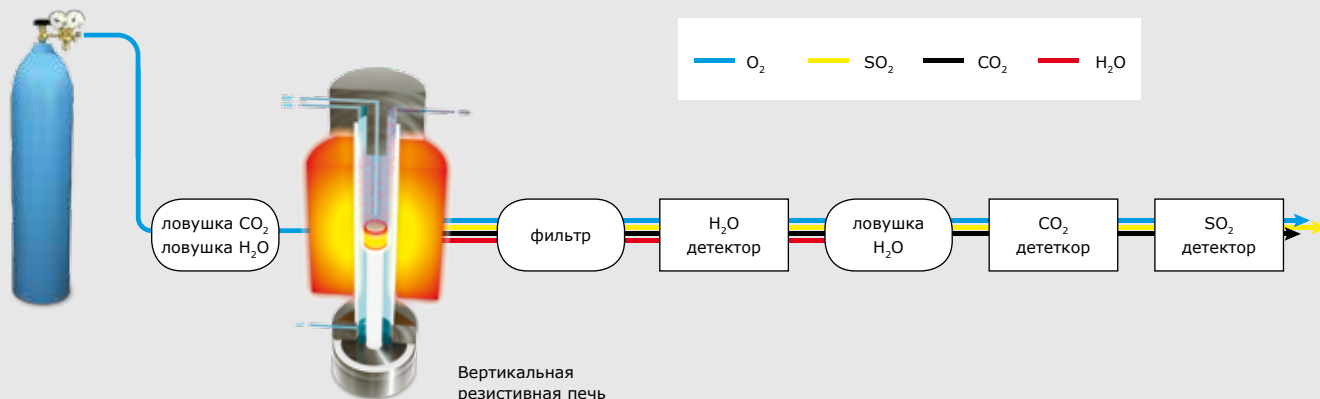 O₂
SO₂
CO₂
H₂O
ловушка CO₂
ловушка H₂O
фильтр
H₂O
детектор
ловушка
H₂O
CO₂
дететкор
SO₂
детектор
Вертикальная
резистивная печь